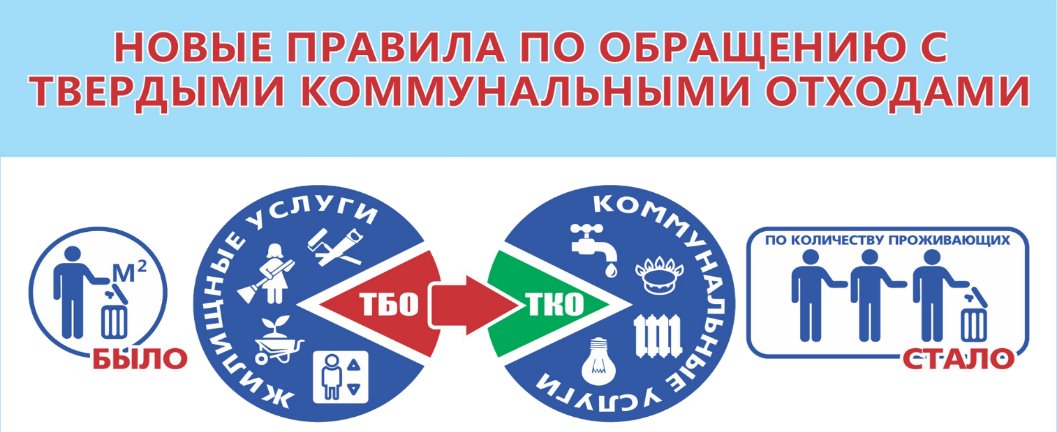 НОВЫЕ ПРАВИЛА ПО ОБРАЩЕНИЮ С
ТВЕРДЫМИ КОММУНАЛЬНЫМИ ОТХОДАМИ
М²
БЫЛО
ЖИЛИЩНЫЕ УСЛУГИ
ТБО
ТКО
КОММУНАЛЬНЫЕ УСЛУГИ
ПО КОЛИЧЕСТВУ ПРОЖИВАЮЩИХ
СТАЛО